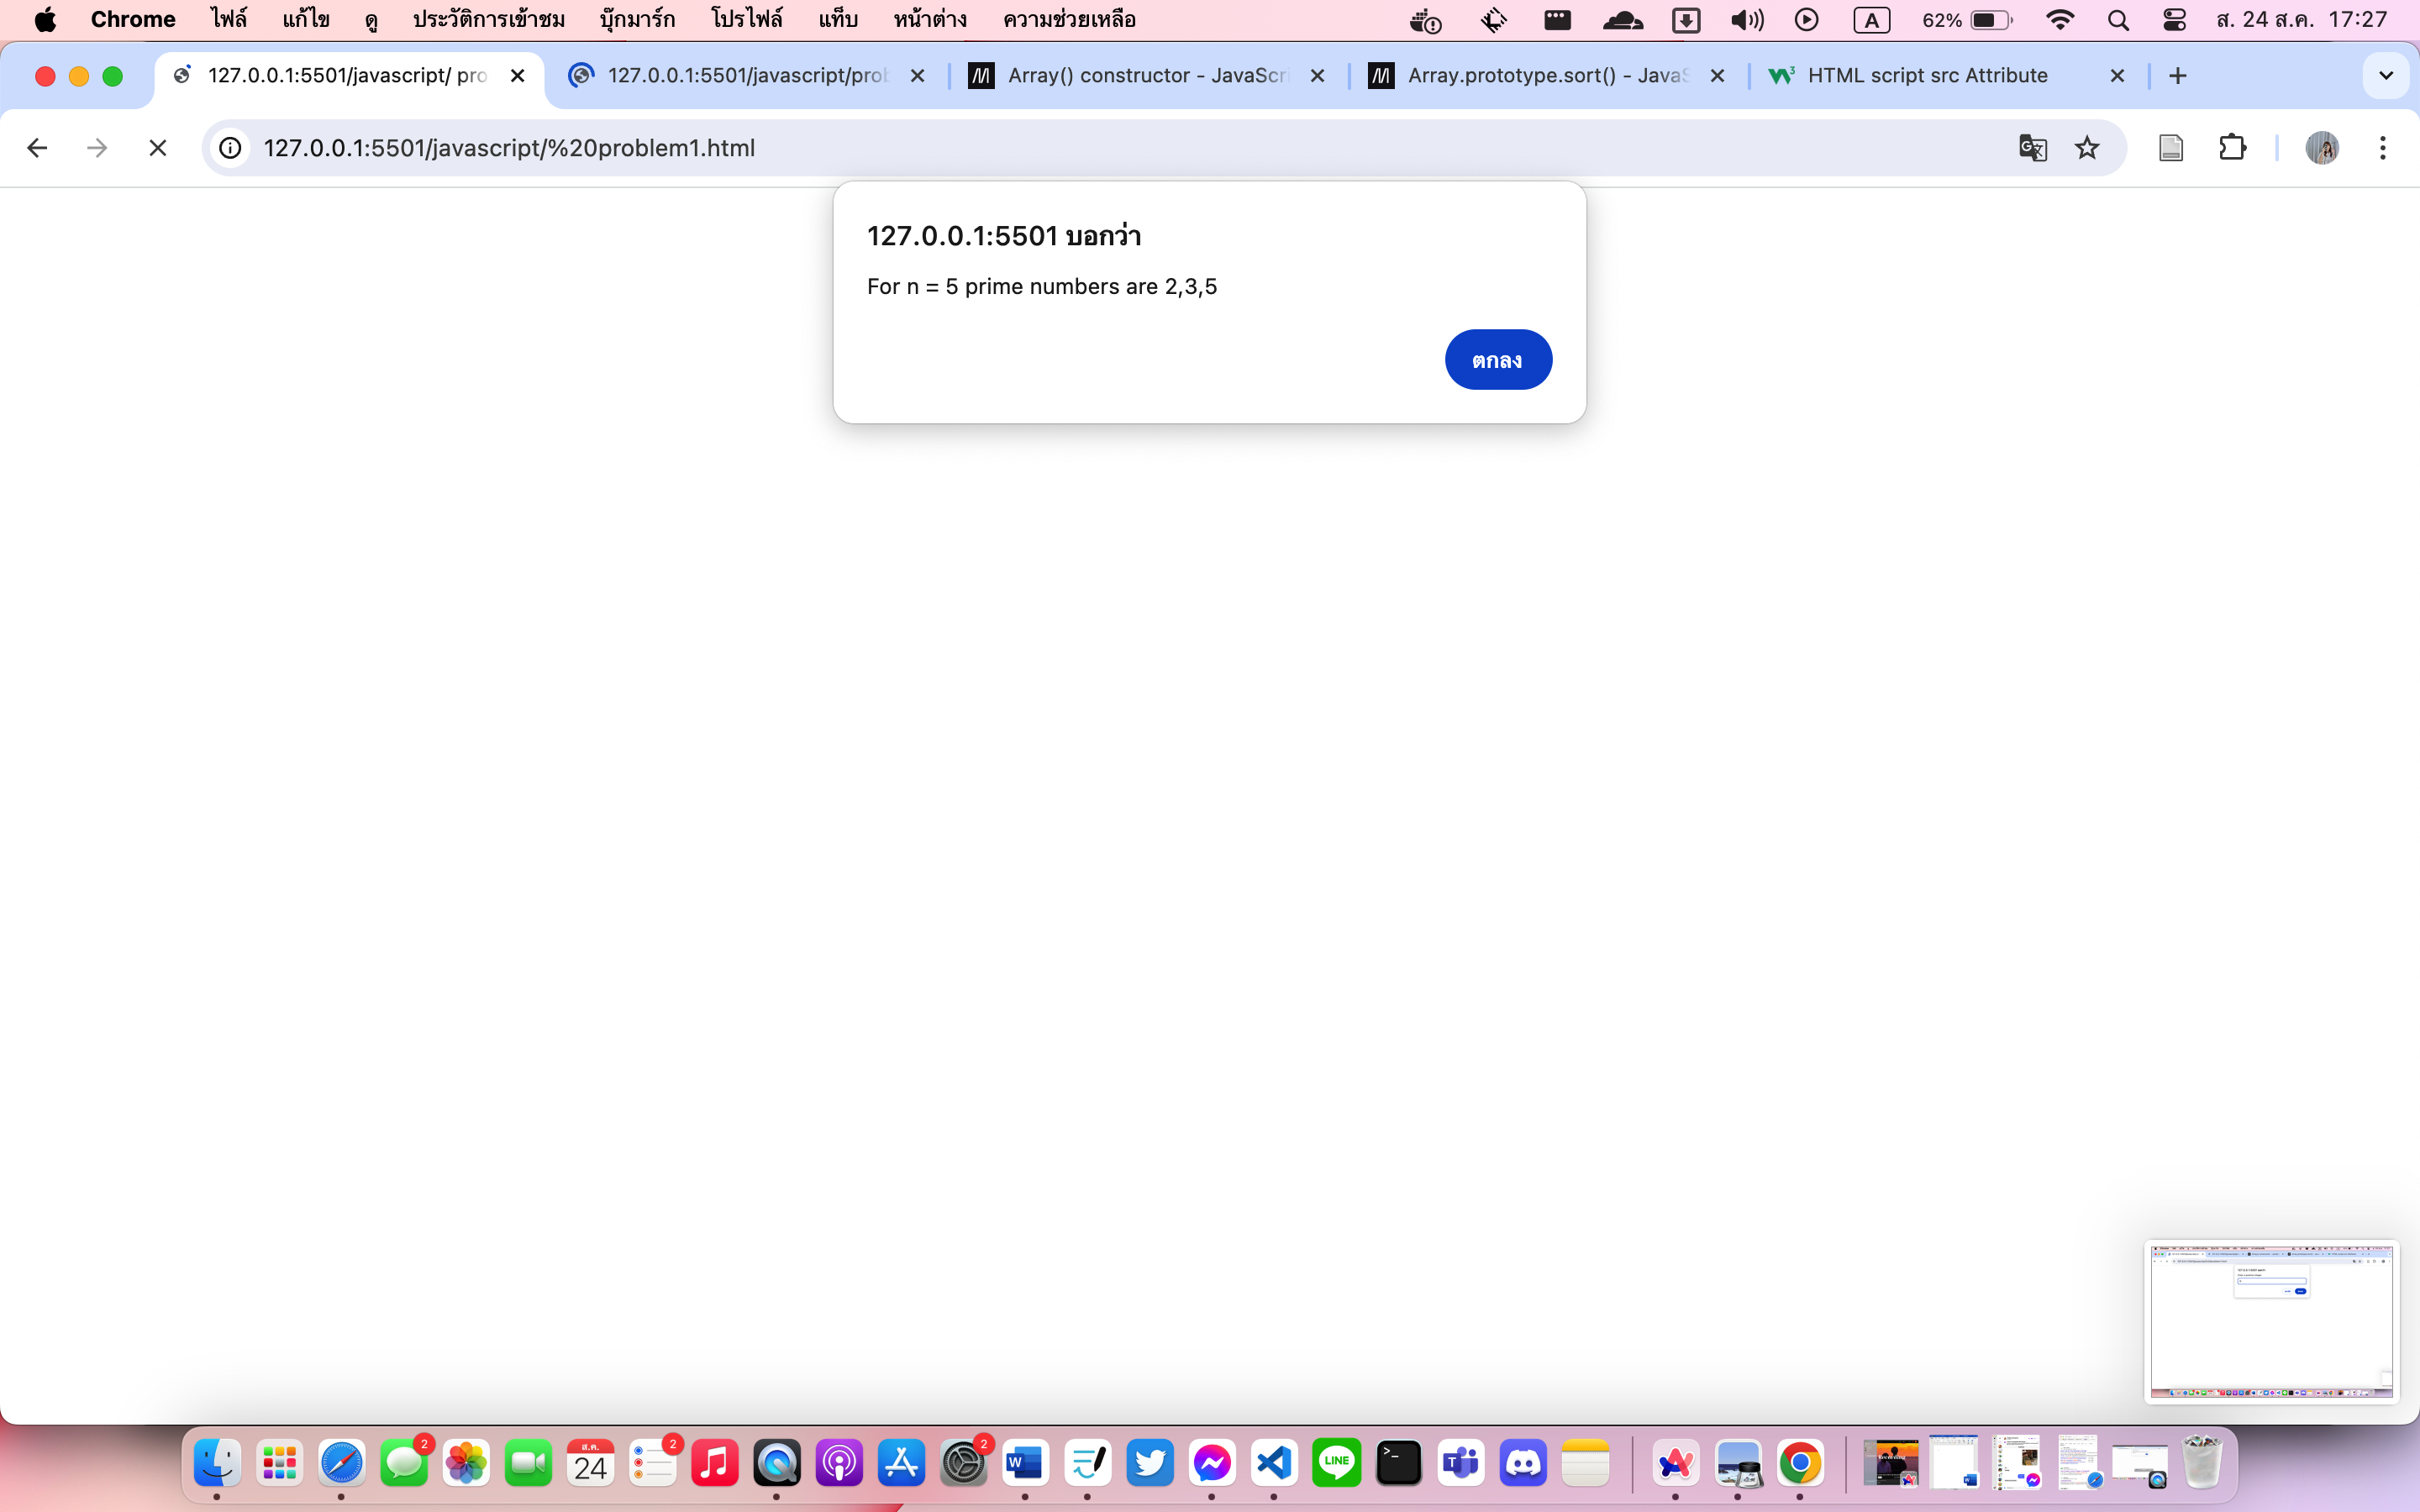 Chrome ไฟล์ แก้ไข ดู ประวัติการเข้าชม บุ๊กมาร์ก โปรไฟล์ แท็บ หน้าต่าง ความช่วยเหลือ A 62% ส. 24 ส.ค. 17:27
127.0.0.1:5501/javascript/ pro 127.0.0.1:5501/javascript/prob Array() constructor - JavaScri Array.prototype.sort() - JavaS HTML script src Attribute
127.0.0.1:5501/javascript/%20problem1.html
127.0.0.1:5501 บอกว่า
For n = 5 prime numbers are 2,3,5
ตกลง
2 ส.ค. 24 2 2 W LINE T